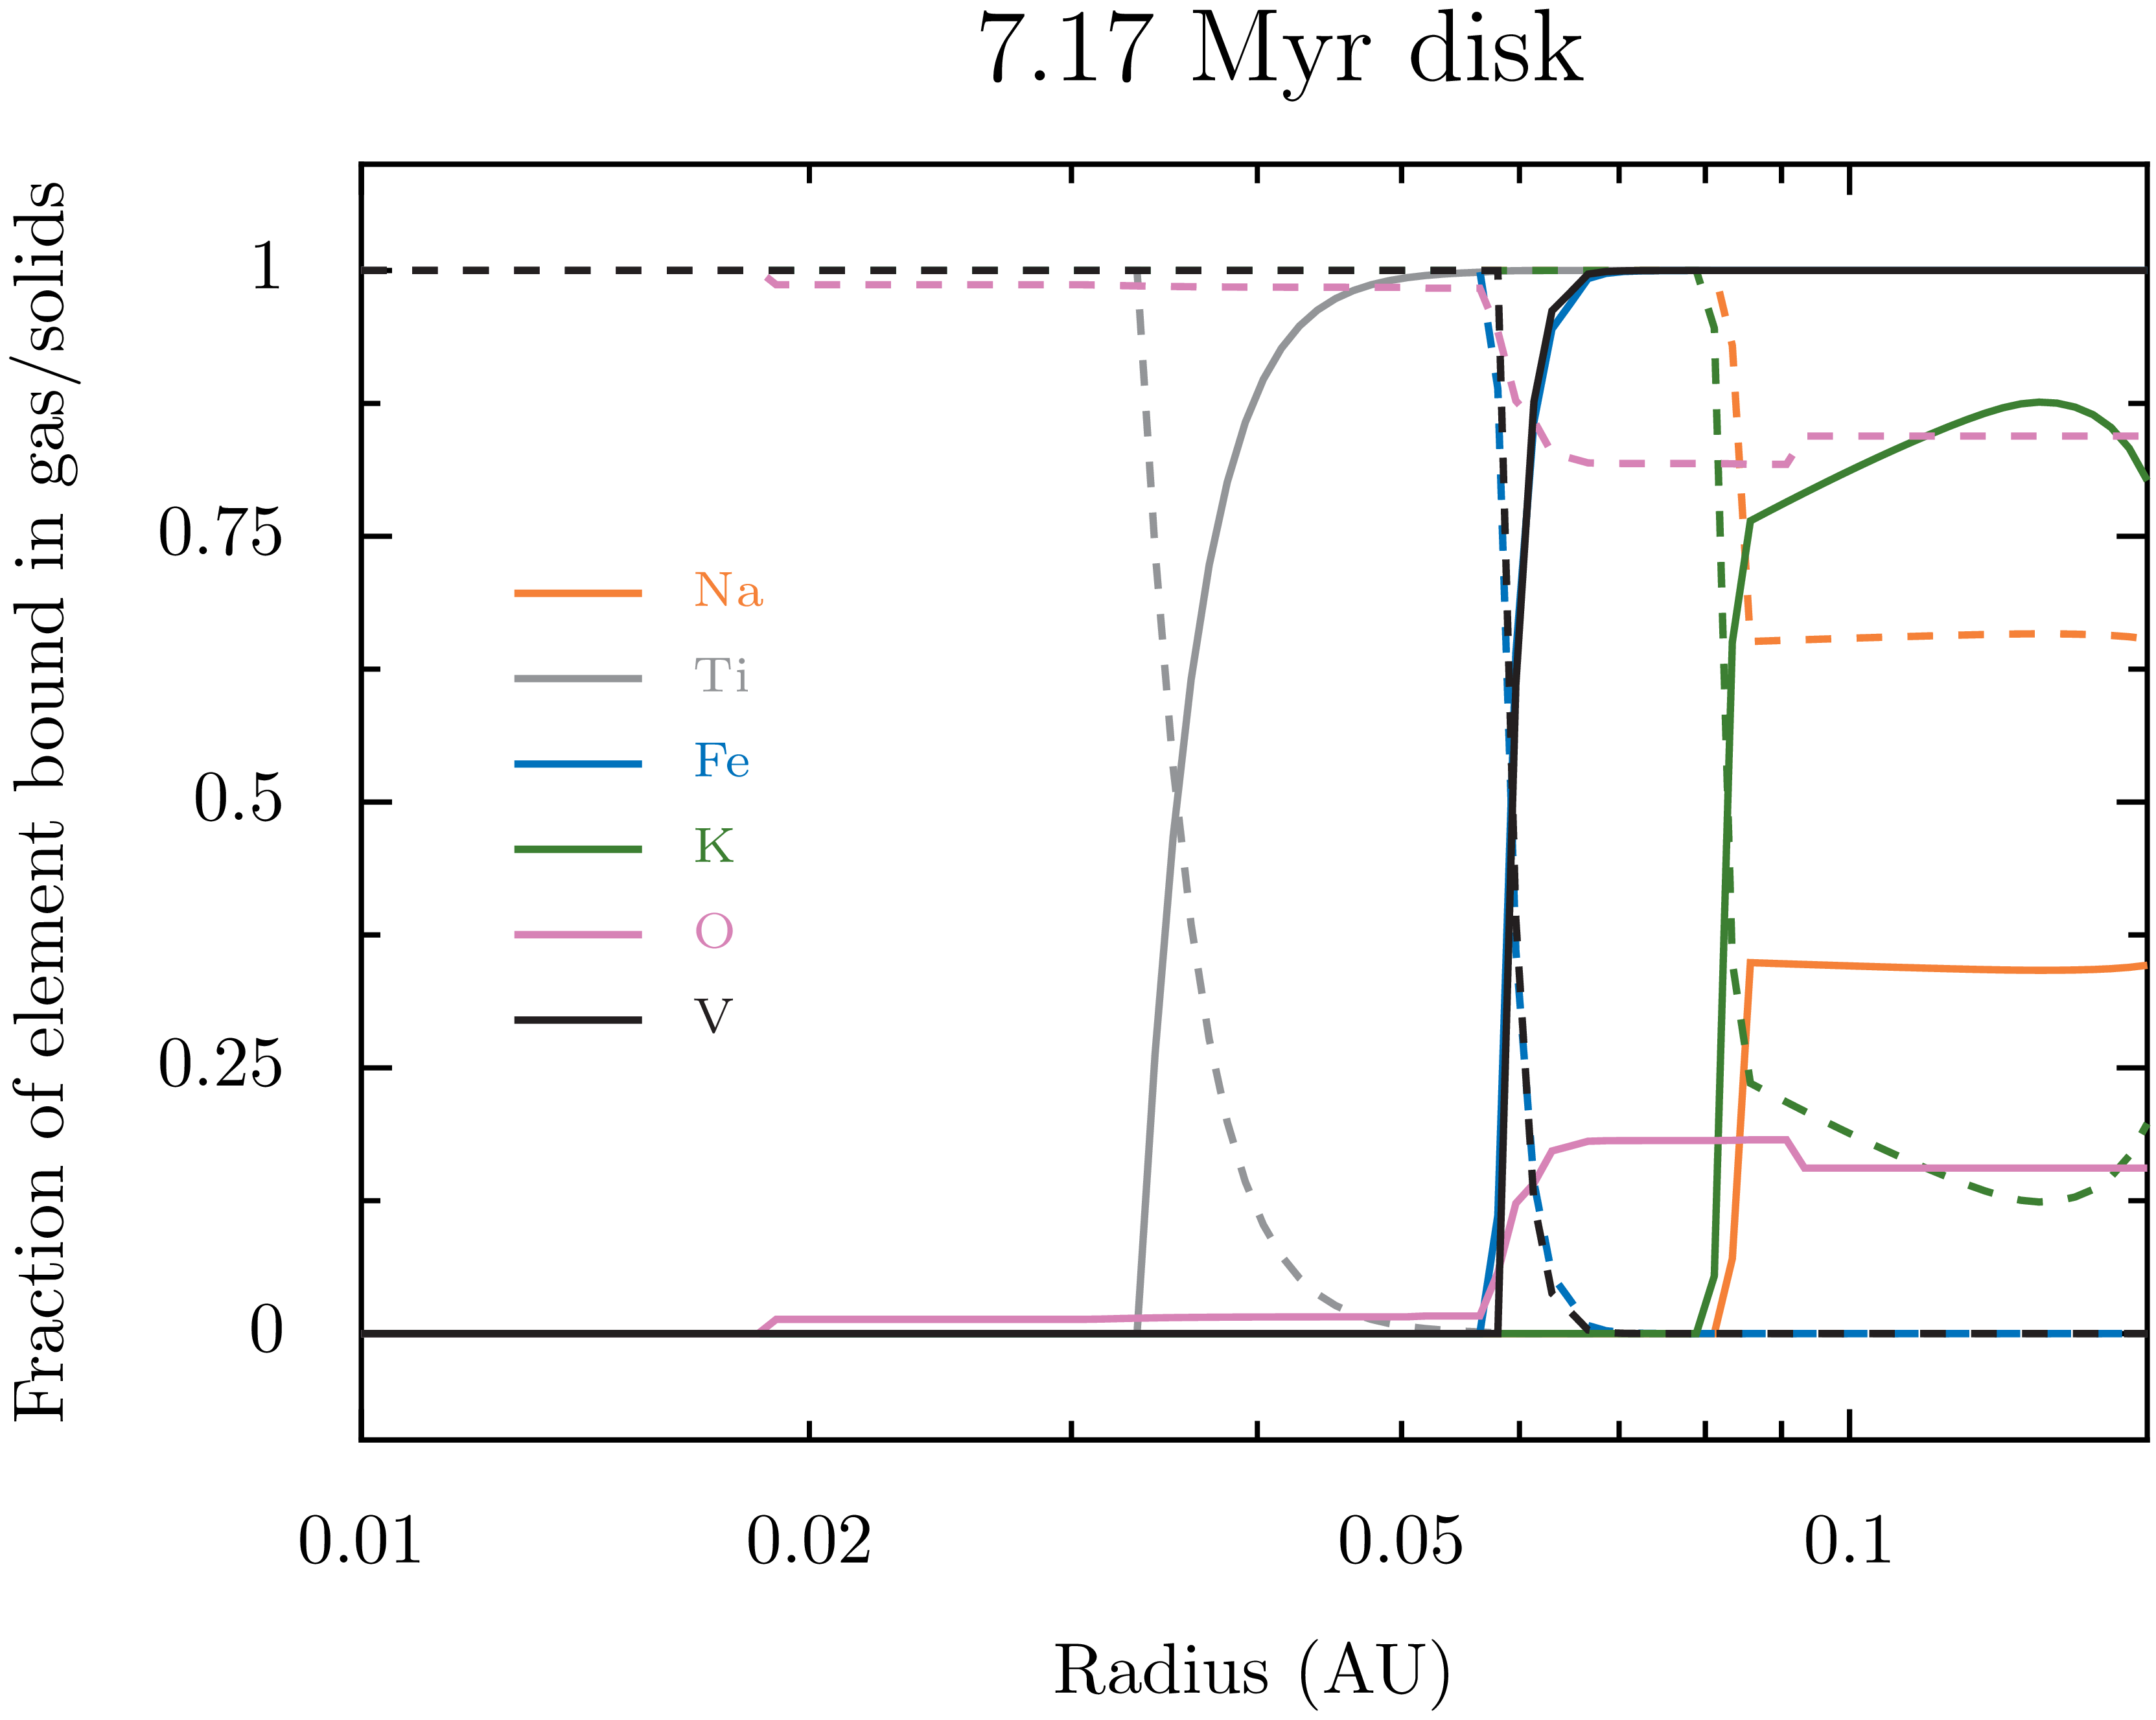 7.17 Myr disk
Fraction of element bound in gas/solids
1
0.75
0.5
0.25
0
Na
Ti
Fe
K
O
V
0.01 0.02 0.05 0.1
Radius (AU)